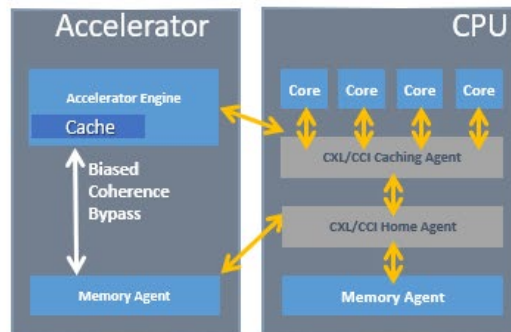 Accelerator
Accelerator Engine
Cache
Biased
Coherence
Bypass
Memory Agent
CPU
Core
Core
Core
Core
CXL/CCI Caching Agent
CXL/CCI Home Agent
Memory Agent